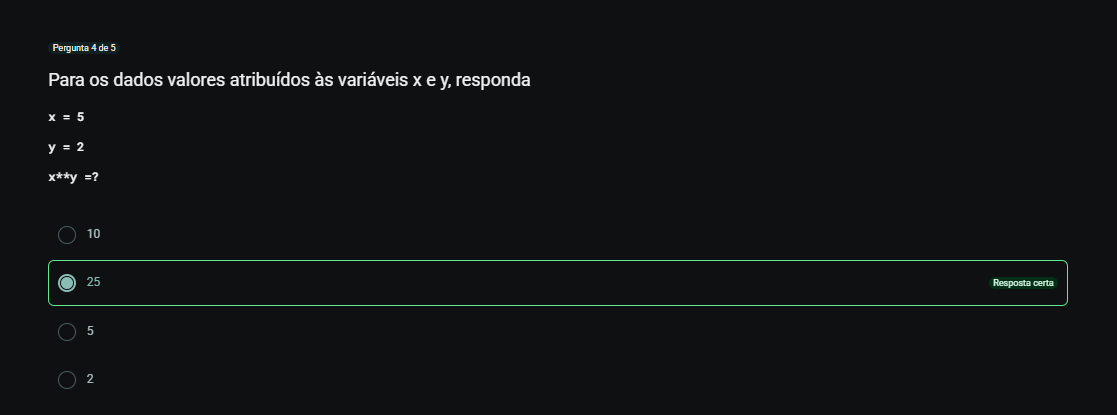 Pergunta 4 de 5
Para os dados valores atribuídos às variáveis x e y, responda
x = 5
y = 2
x**y =?
10
25
Resposta certa
5
2